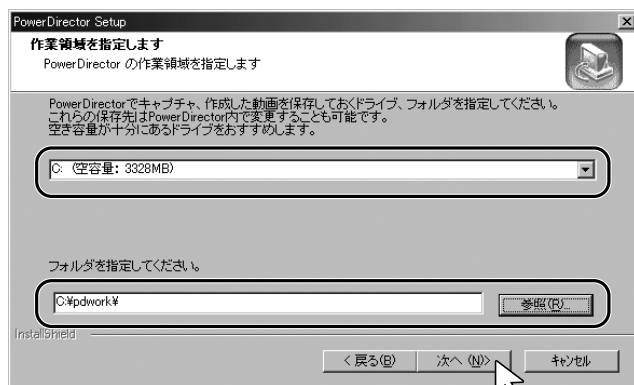 PowerDirector Setup
作業領域を指定します
PowerDirector の作業領域を指定します
PowerDirectorでキャプチャ、作成した動画を保存しておくドライブ、フォルダを指定してください。
これらの保存先はPowerDirector内で変更することも可能です。
空き容量が十分にあるドライブをおすすめします。
C: (空容量: 3328MB)
フォルダを指定してください。
C:¥pdwork¥
参照(R)...
InstallShield
< 戻る(B)
次へ (N)>
キャンセル